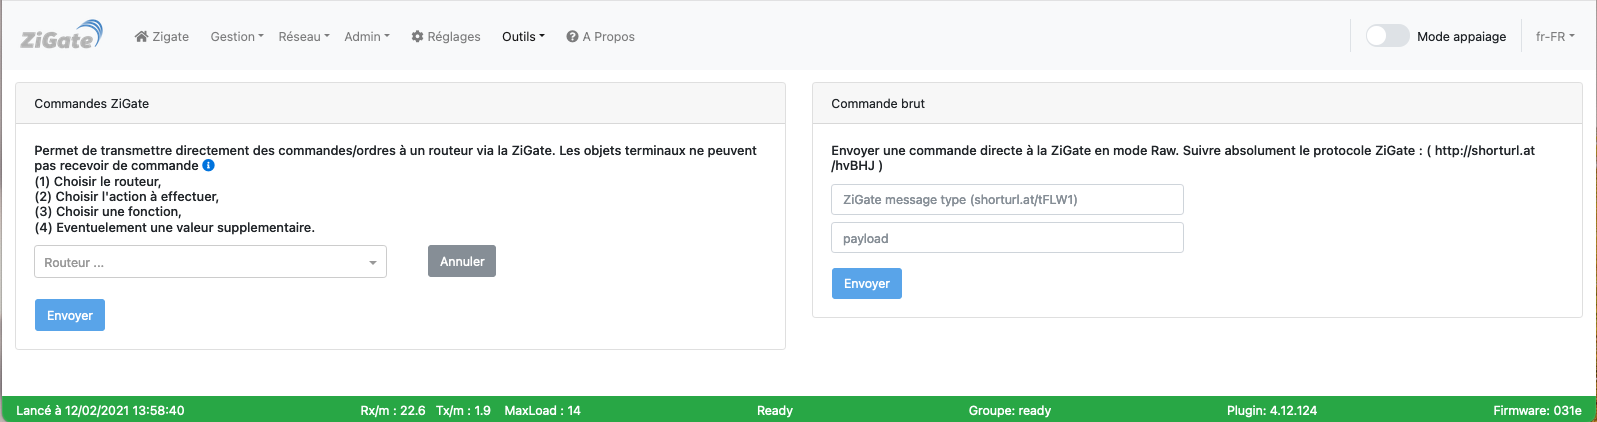 ZiGate
Zigate
Gestion
Réseau
Admin
Réglages
Outils
A Propos
Mode appaiage
fr-FR
Commandes ZiGate
Permet de transmettre directement des commandes/ordres à un routeur via la ZiGate. Les objets terminaux ne peuvent
pas recevoir de commande
(1) Choisir le routeur,
(2) Choisir l'action à effectuer,
(3) Choisir une fonction,
(4) Eventuelement une valeur supplementaire.
Routeur ...
Annuler
Envoyer
Commande brut
Envoyer une commande directe à la ZiGate en mode Raw. Suivre absolument le protocole ZiGate : ( http://shorturl.at
/hvBHJ )
ZiGate message type (shorturl.at/tFLW1)
payload
Envoyer
Lancé à 12/02/2021 13:58:40
Rx/m : 22.6 Tx/m : 1.9 MaxLoad : 14
Ready
Groupe: ready
Plugin: 4.12.124
Firmware: 031e